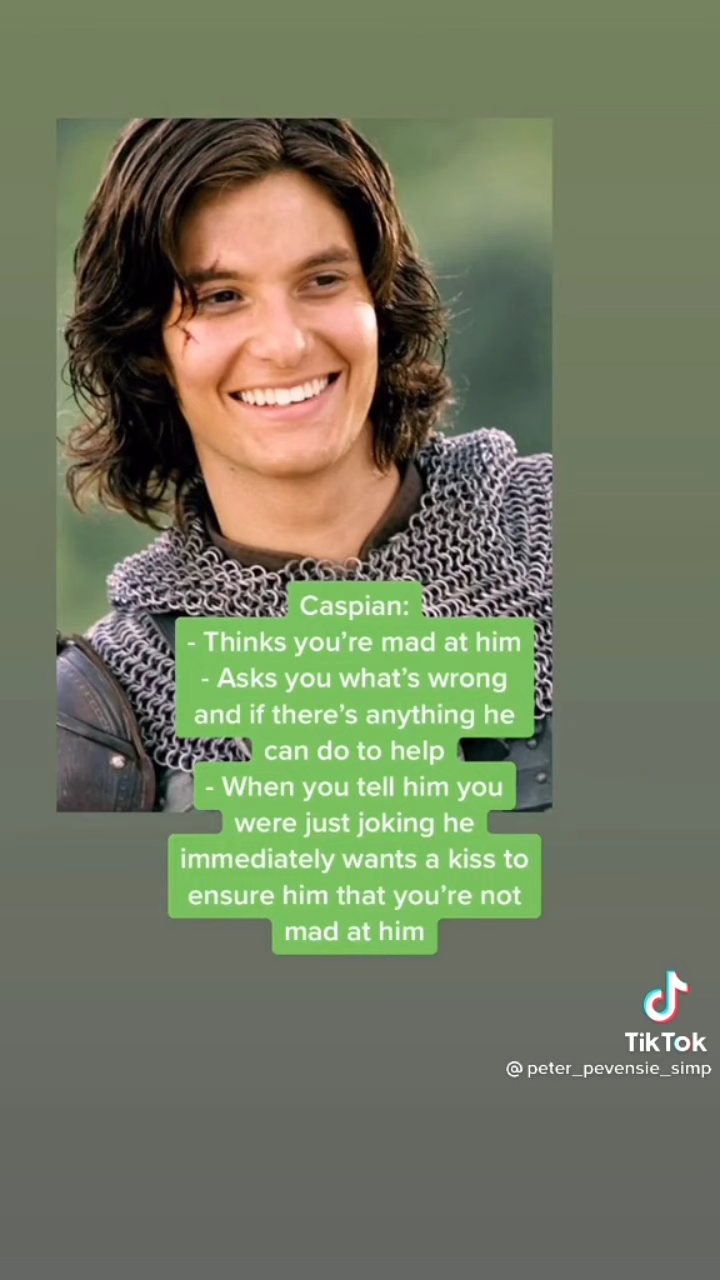 Caspian:
- Thinks you’re mad at him
- Asks you what’s wrong
and if there’s anything he
can do to help
- When you tell him you
were just joking he
immediately wants a kiss to
ensure him that you’re not
mad at him
TikTok
@peter_pevensie_simp